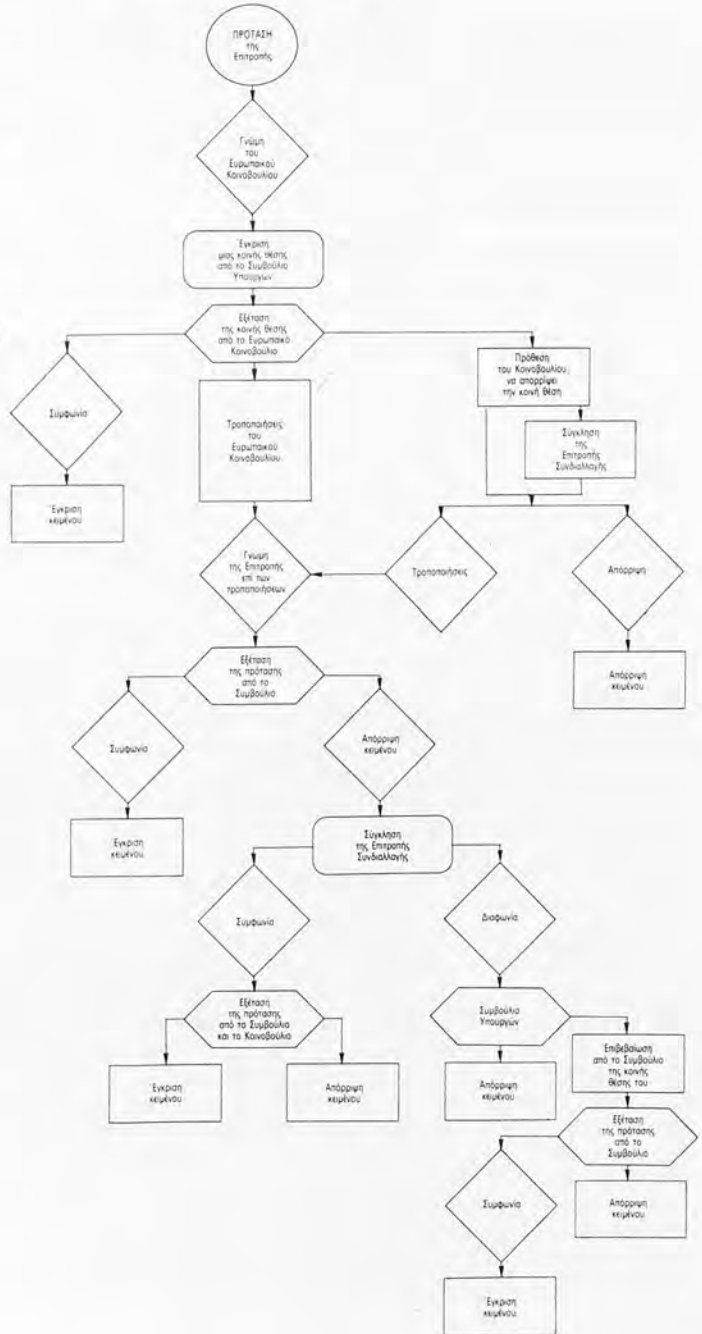 ΠΡΟΤΑΣΗ
της
Επιτροπής
Γνώμη
του
Ευρωπαϊκού
Κοινοβουλίου
Έγκριση
μιας κοινής θέσης
από το Συμβούλιο
Υπουργών
Εξέταση
της κοινής θέσης
από το Ευρωπαϊκό
Κοινοβούλιο
Πρόθεση
του Κοινοβουλίου
να απορρίψει
την κοινή θέση
Συμφωνία
Τροποποιήσεις
του
Ευρωπαϊκού
Κοινοβουλίου
Σύγκληση
της
Επιτροπής
Συνδιαλλαγής
Έγκριση
κειμένου
Γνώμη
της Επιτροπής
επί των
τροποποιήσεων
Τροποποιήσεις
Απόρριψη
Εξέταση
της πρότασης
από το
Συμβούλιο
Απόρριψη
κειμένου
Συμφωνία
Απόρριψη
κειμένου
Έγκριση
κειμένου
Σύγκληση
της Επιτροπής
Συνδιαλλαγής
Συμφωνία
Διαφωνία
Εξέταση
της πρότασης
από το Συμβούλιο
και το Κοινοβούλιο
Συμβούλιο
Υπουργών
Επιβεβαίωση
από το Συμβούλιο
της κοινής
θέσης του
Έγκριση
κειμένου
Απόρριψη
κειμένου
Απόρριψη
κειμένου
Εξέταση
της πρότασης
από το
Συμβούλιο
Συμφωνία
Απόρριψη
κειμένου
Έγκριση
κειμένου